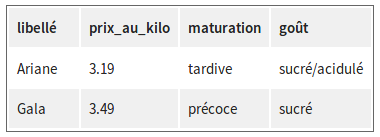 libellé prix_au_kilo maturation goût
Ariane 3.19 tardive sucré/acidulé
Gala 3.49 précoce sucré